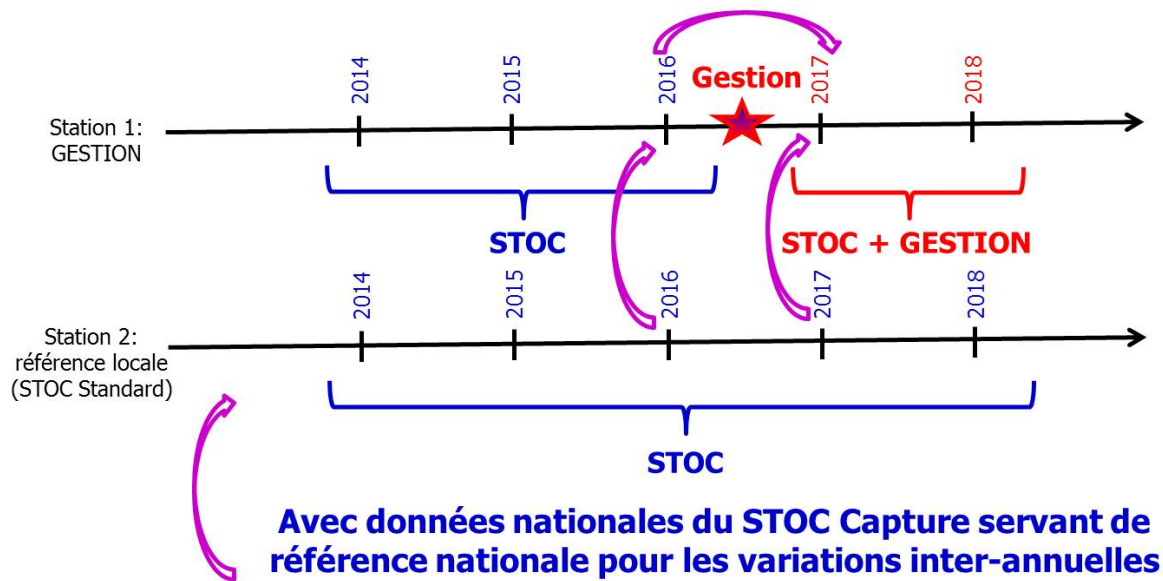 2014
2015
2016
Gestion
2017
2018
Station 1:
GESTION
STOC
STOC + GESTION
2014
2015
2016
2017
2018
Station 2:
référence locale
(STOC Standard)
STOC
Avec données nationales du STOC Capture servant de
référence nationale pour les variations inter-annuelles